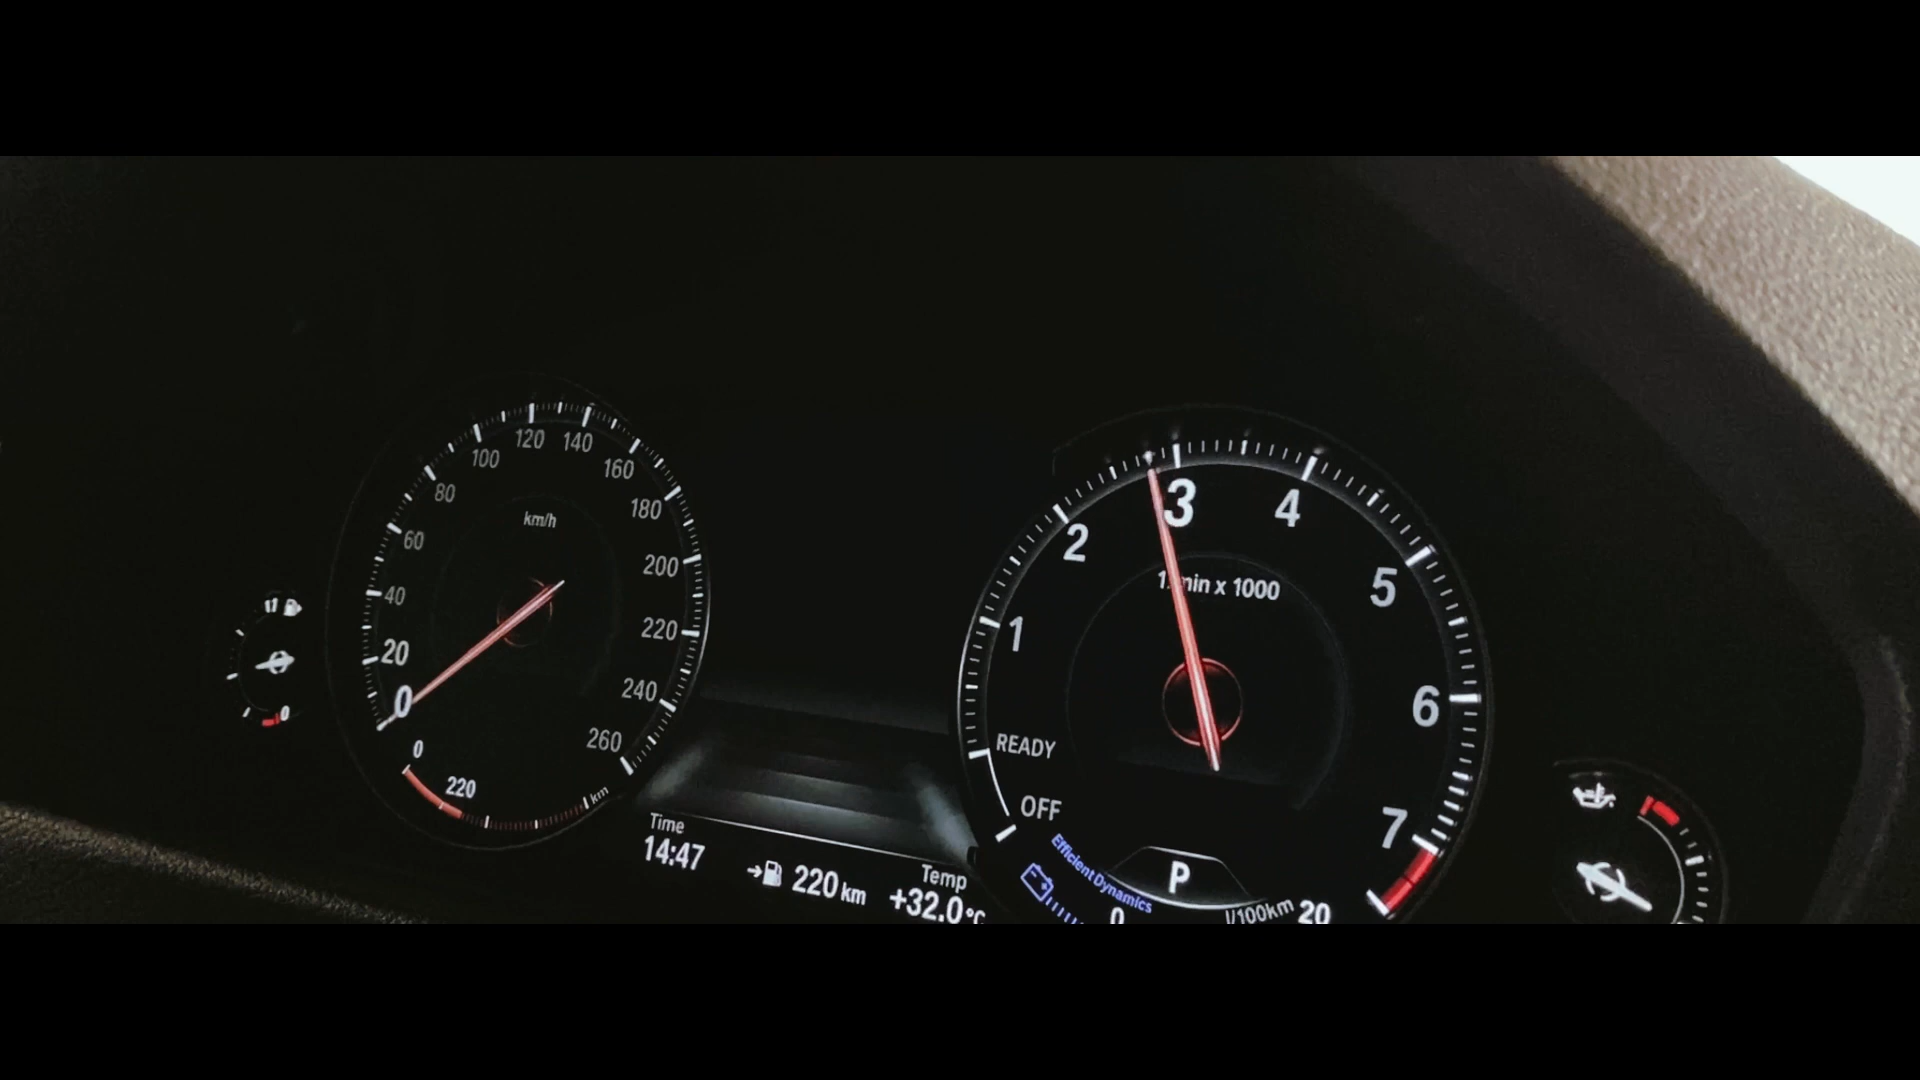 120 140
100 160
80 180
km/h
60
200
40
20 220
0 240
260
0
220
km
1/1
0
Time
14:47
220 km
Temp
+32.0°C
3
4
2
5
x 1000
1
6
READY
OFF
7
Efficient Dynamics
P
0 l/100km 20